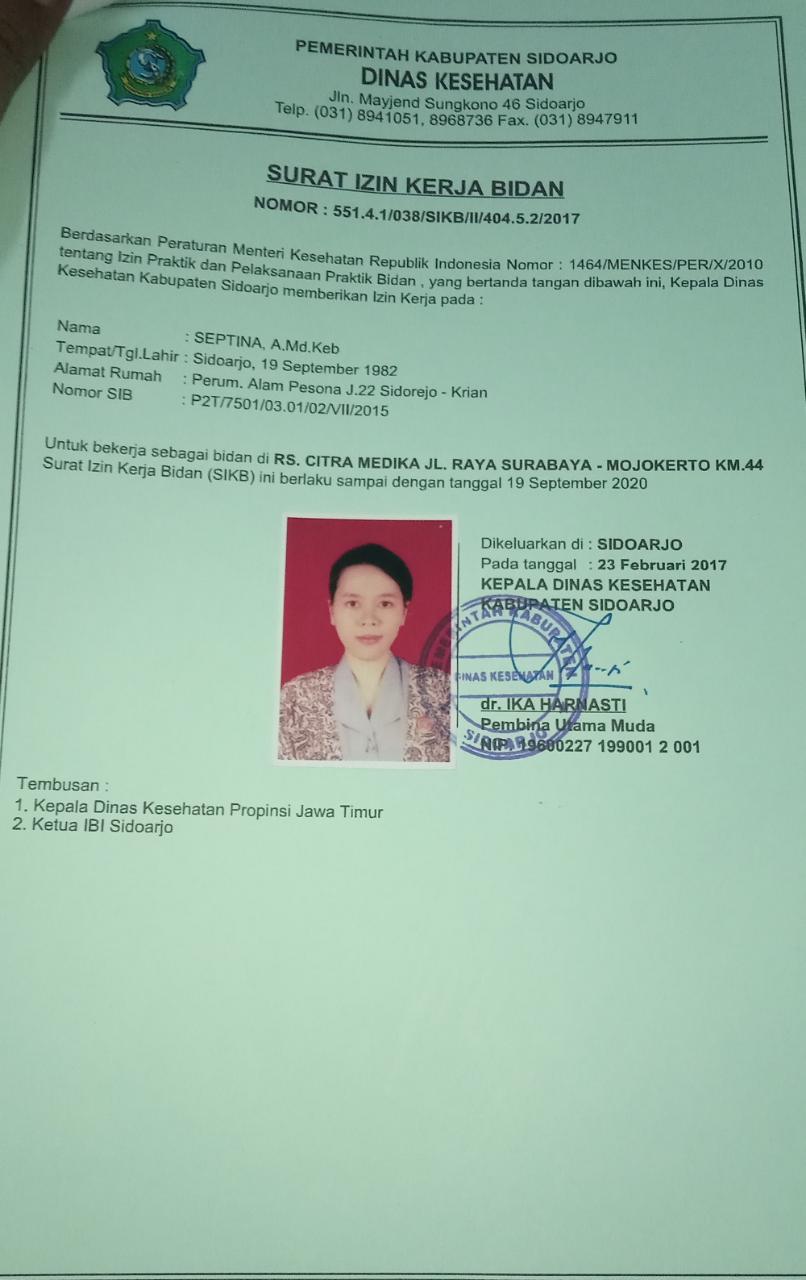 PEMERINTAH KABUPATEN SIDOARJO
DINAS KESEHATAN
Jln. Mayjend Sungkono 46 Sidoarjo
Telp. (031) 8941051, 8968736 Fax. (031) 8947911
SURAT IZIN KERJA BIDAN
NOMOR : 551.4.1/038/SIKB/II/404.5.2/2017
Berdasarkan Peraturan Menteri Kesehatan Republik Indonesia Nomor : 1464/MENKES/PER/X/2010
tentang Izin Praktik dan Pelaksanaan Praktik Bidan , yang bertanda tangan dibawah ini, Kepala Dinas
Kesehatan Kabupaten Sidoarjo memberikan Izin Kerja pada :
Nama : SEPTINA, A.Md.Keb
Tempat/Tgl.Lahir : Sidoarjo, 19 September 1982
Alamat Rumah : Perum. Alam Pesona J.22 Sidorejo - Krian
Nomor SIB : P2T/7501/03.01/02/VII/2015
Untuk bekerja sebagai bidan di RS. CITRA MEDIKA JL. RAYA SURABAYA - MOJOKERTO KM.44
Surat Izin Kerja Bidan (SIKB) ini berlaku sampai dengan tanggal 19 September 2020
Dikeluarkan di : SIDOARJO
Pada tanggal : 23 Februari 2017
KEPALA DINAS KESEHATAN
KABUPATEN SIDOARJO
PEMERINTAH KABUPATEN
DINAS KESEHATAN
SIDOARJO
dr. IKA HARNASTI
Pembina Utama Muda
NIP. 19600227 199001 2 001
Tembusan :
1. Kepala Dinas Kesehatan Propinsi Jawa Timur
2. Ketua IBI Sidoarjo